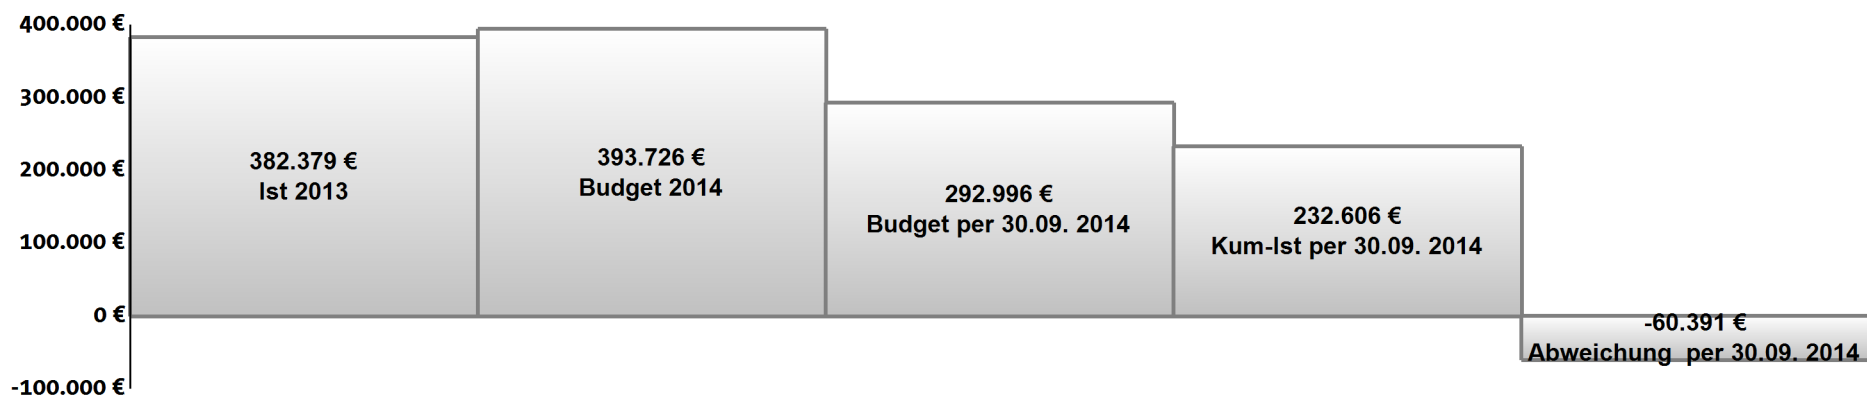 400.000 €
300.000 €
200.000 €
100.000 €
0 €
-100.000 €
382.379 €
Ist 2013
393.726 €
Budget 2014
292.996 €
Budget per 30.09. 2014
232.606 €
Kum-Ist per 30.09. 2014
-60.391 €
Abweichung  per 30.09. 2014